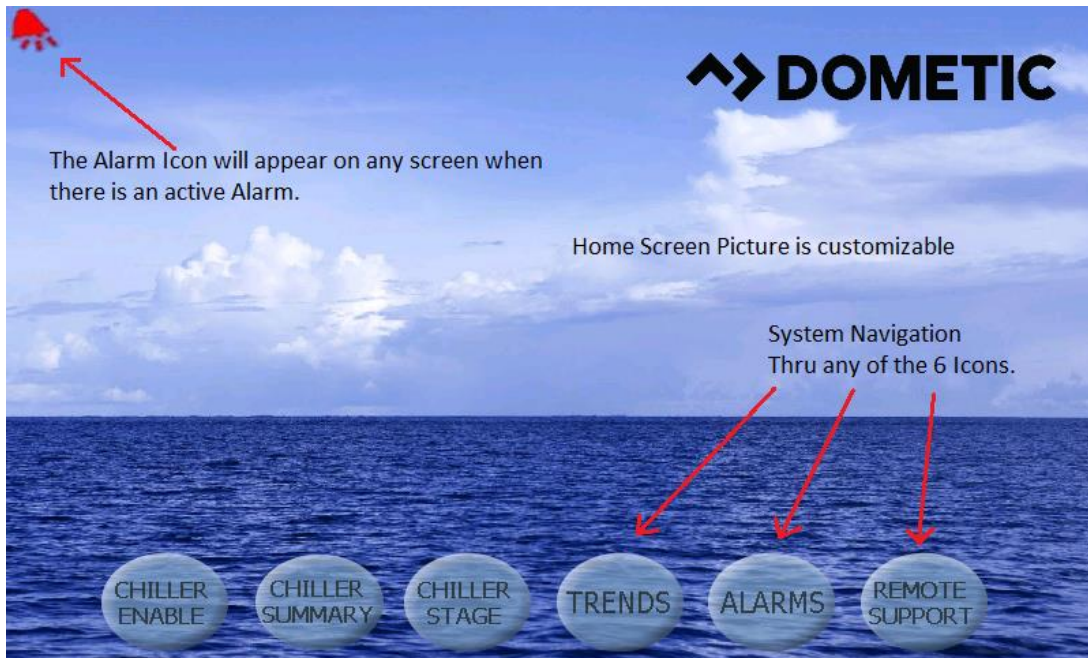 DOMETIC
The Alarm Icon will appear on any screen when
there is an active Alarm.
Home Screen Picture is customizable
System Navigation
Thru any of the 6 Icons.
CHILLER
ENABLE
CHILLER
SUMMARY
CHILLER
STAGE
TRENDS
ALARMS
REMOTE
SUPPORT